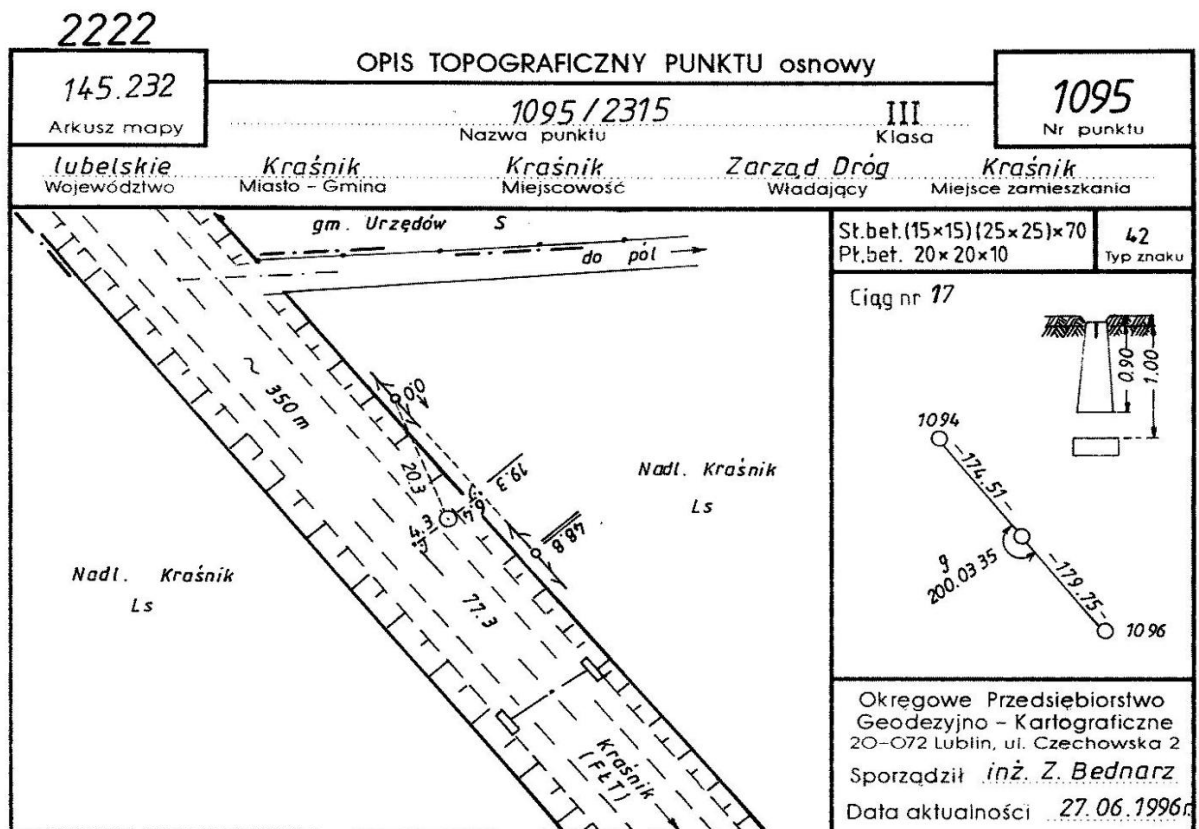 2222
OPIS TOPOGRAFICZNY PUNKTU osnowy
145.232
Arkusz mapy
1095/2315
Nazwa punktu
III
Klasa
1095
Nr punktu
lubelskie Kraśnik Kraśnik Zarząd Dróg Kraśnik
Województwo Miasto - Gmina Miejscowość Władający Miejsce zamieszkania
gm. Urzędów S
do pól
~ 350 m
0.0
20.3
19.3
6.4
4.3
48.8
77.3
Nadl. Kraśnik
Ls
Nadl. Kraśnik
Ls
Kraśnik
(FŁT)
St.bet.(15×15)(25×25)×70
Pł.bet. 20×20×10
42
Typ znaku
Ciąg nr 17
0.90
1.00
1094
-174.51-
g
200.03 35
-179.75-
1096
Okręgowe Przedsiębiorstwo
Geodezyjno - Kartograficzne
20-072 Lublin, ul. Czechowska 2
Sporządził inż. Z. Bednarz
Data aktualności 27.06.1996r.